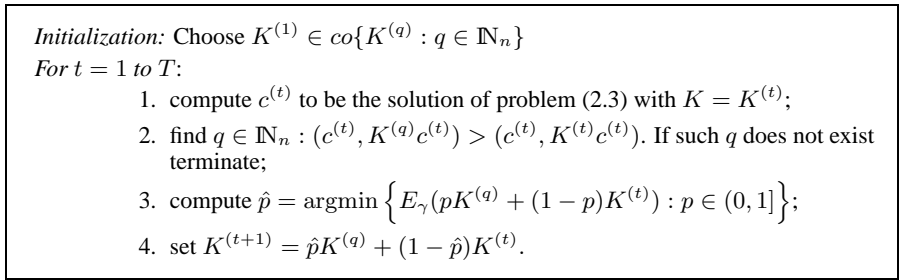 Initialization: Choose K^(1) ∈ co{K^(q) : q ∈ ℕ_n}
For t = 1 to T:
1. compute c^(t) to be the solution of problem (2.3) with K = K^(t);
2. find q ∈ ℕ_n : (c^(t), K^(q)c^(t)) > (c^(t), K^(t)c^(t)). If such q does not exist
terminate;
3. compute p̂ = argmin {E_γ(pK^(q) + (1 − p)K^(t)) : p ∈ (0, 1]};
4. set K^(t+1) = p̂K^(q) + (1 − p̂)K^(t).